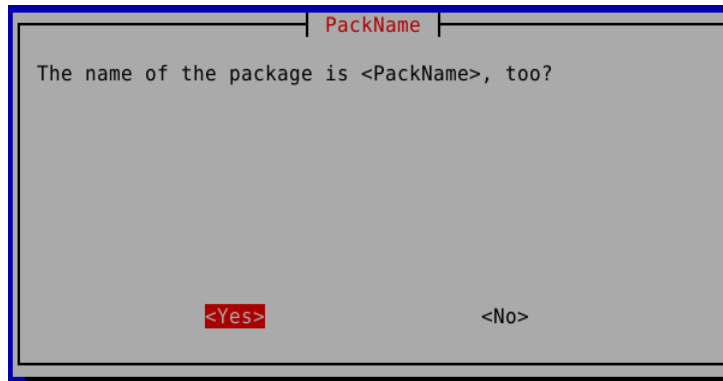 PackName
The name of the package is <PackName>, too?
<Yes> <No>